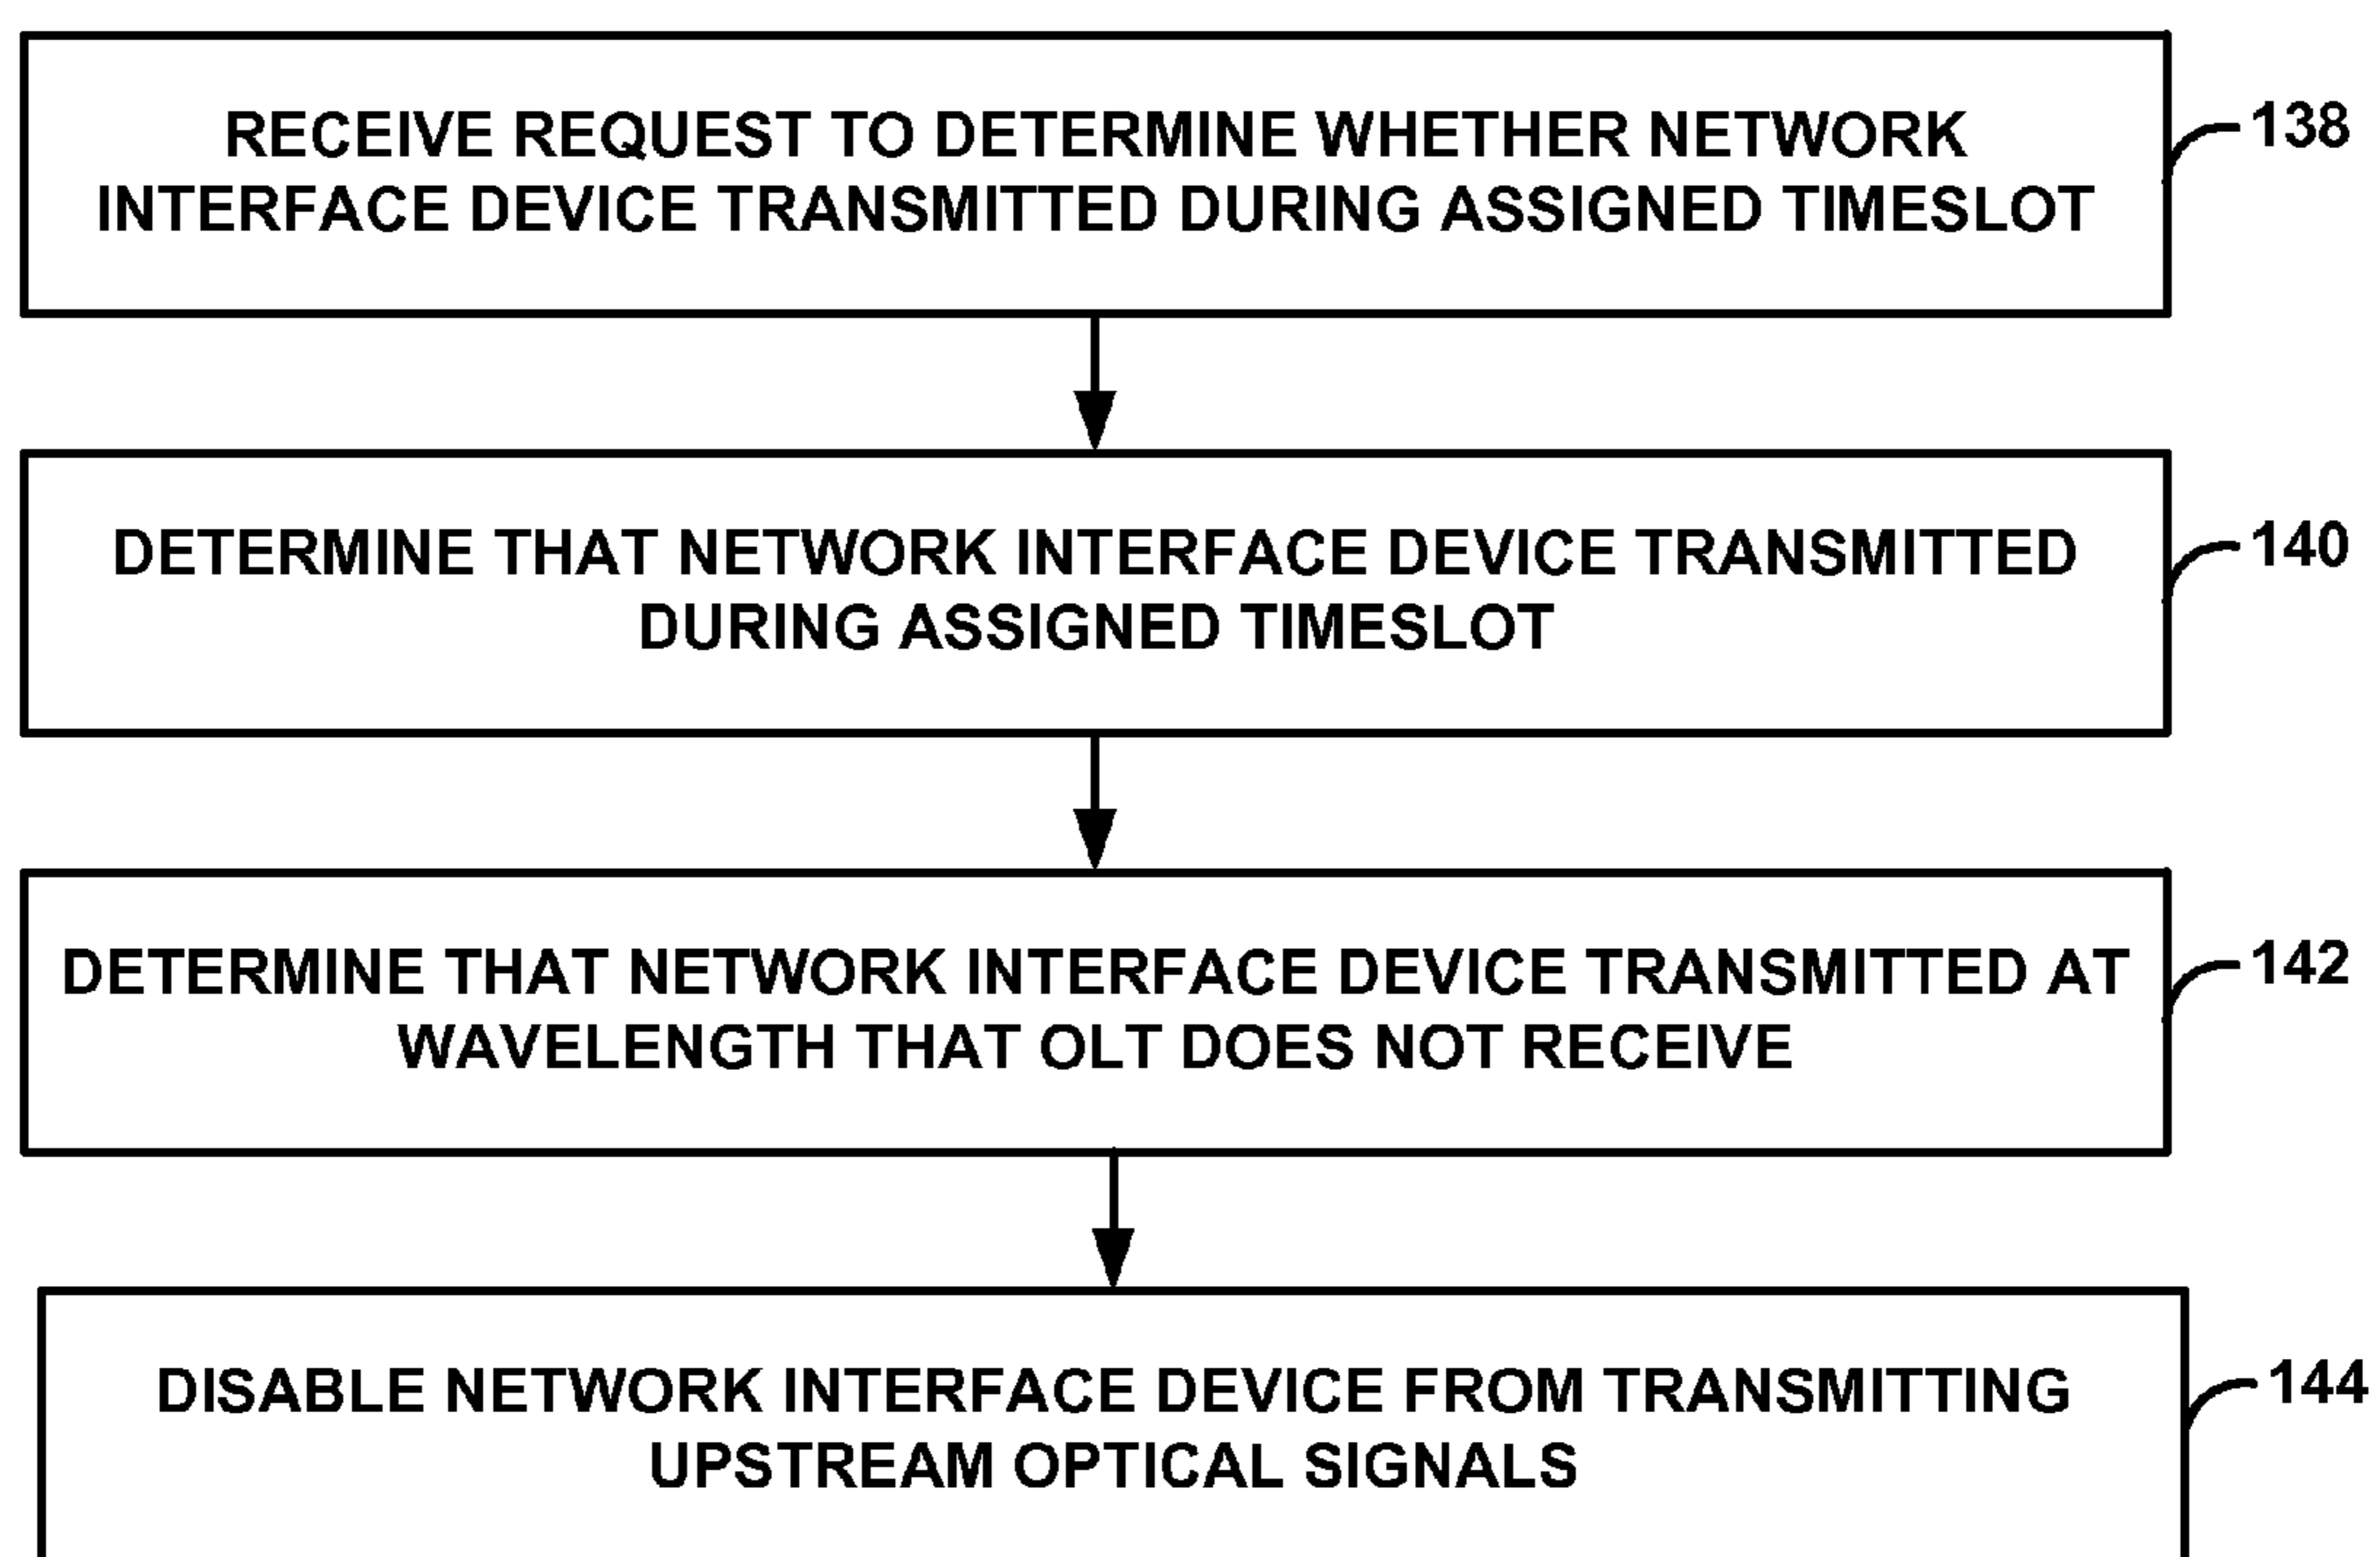 RECEIVE REQUEST TO DETERMINE WHETHER NETWORK
INTERFACE DEVICE TRANSMITTED DURING ASSIGNED TIMESLOT
138
DETERMINE THAT NETWORK INTERFACE DEVICE TRANSMITTED
DURING ASSIGNED TIMESLOT
140
DETERMINE THAT NETWORK INTERFACE DEVICE TRANSMITTED AT
WAVELENGTH THAT OLT DOES NOT RECEIVE
142
DISABLE NETWORK INTERFACE DEVICE FROM TRANSMITTING
UPSTREAM OPTICAL SIGNALS
144